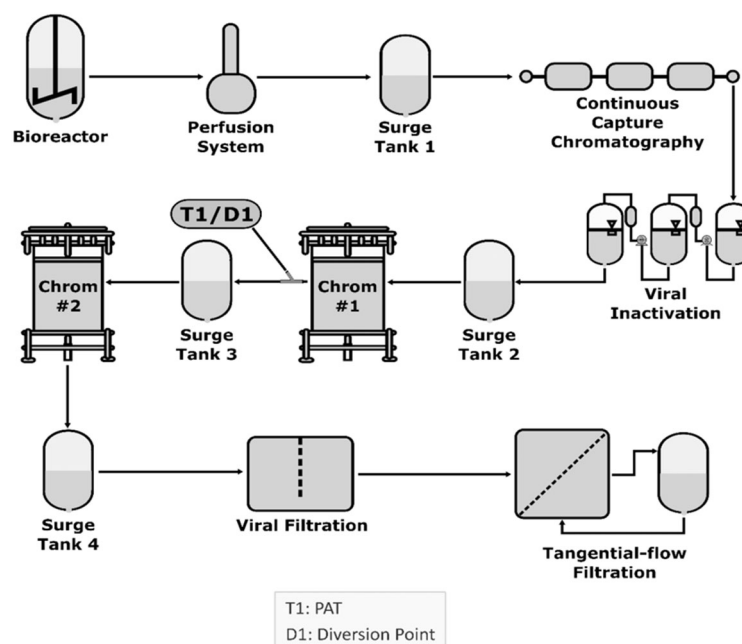 Bioreactor
Perfusion
System
Surge
Tank 1
Continuous
Capture
Chromatography
T1/D1
Chrom
#2
Surge
Tank 3
Chrom
#1
Surge
Tank 2
Viral
Inactivation
Surge
Tank 4
Viral Filtration
Tangential-flow
Filtration
T1: PAT
D1: Diversion Point